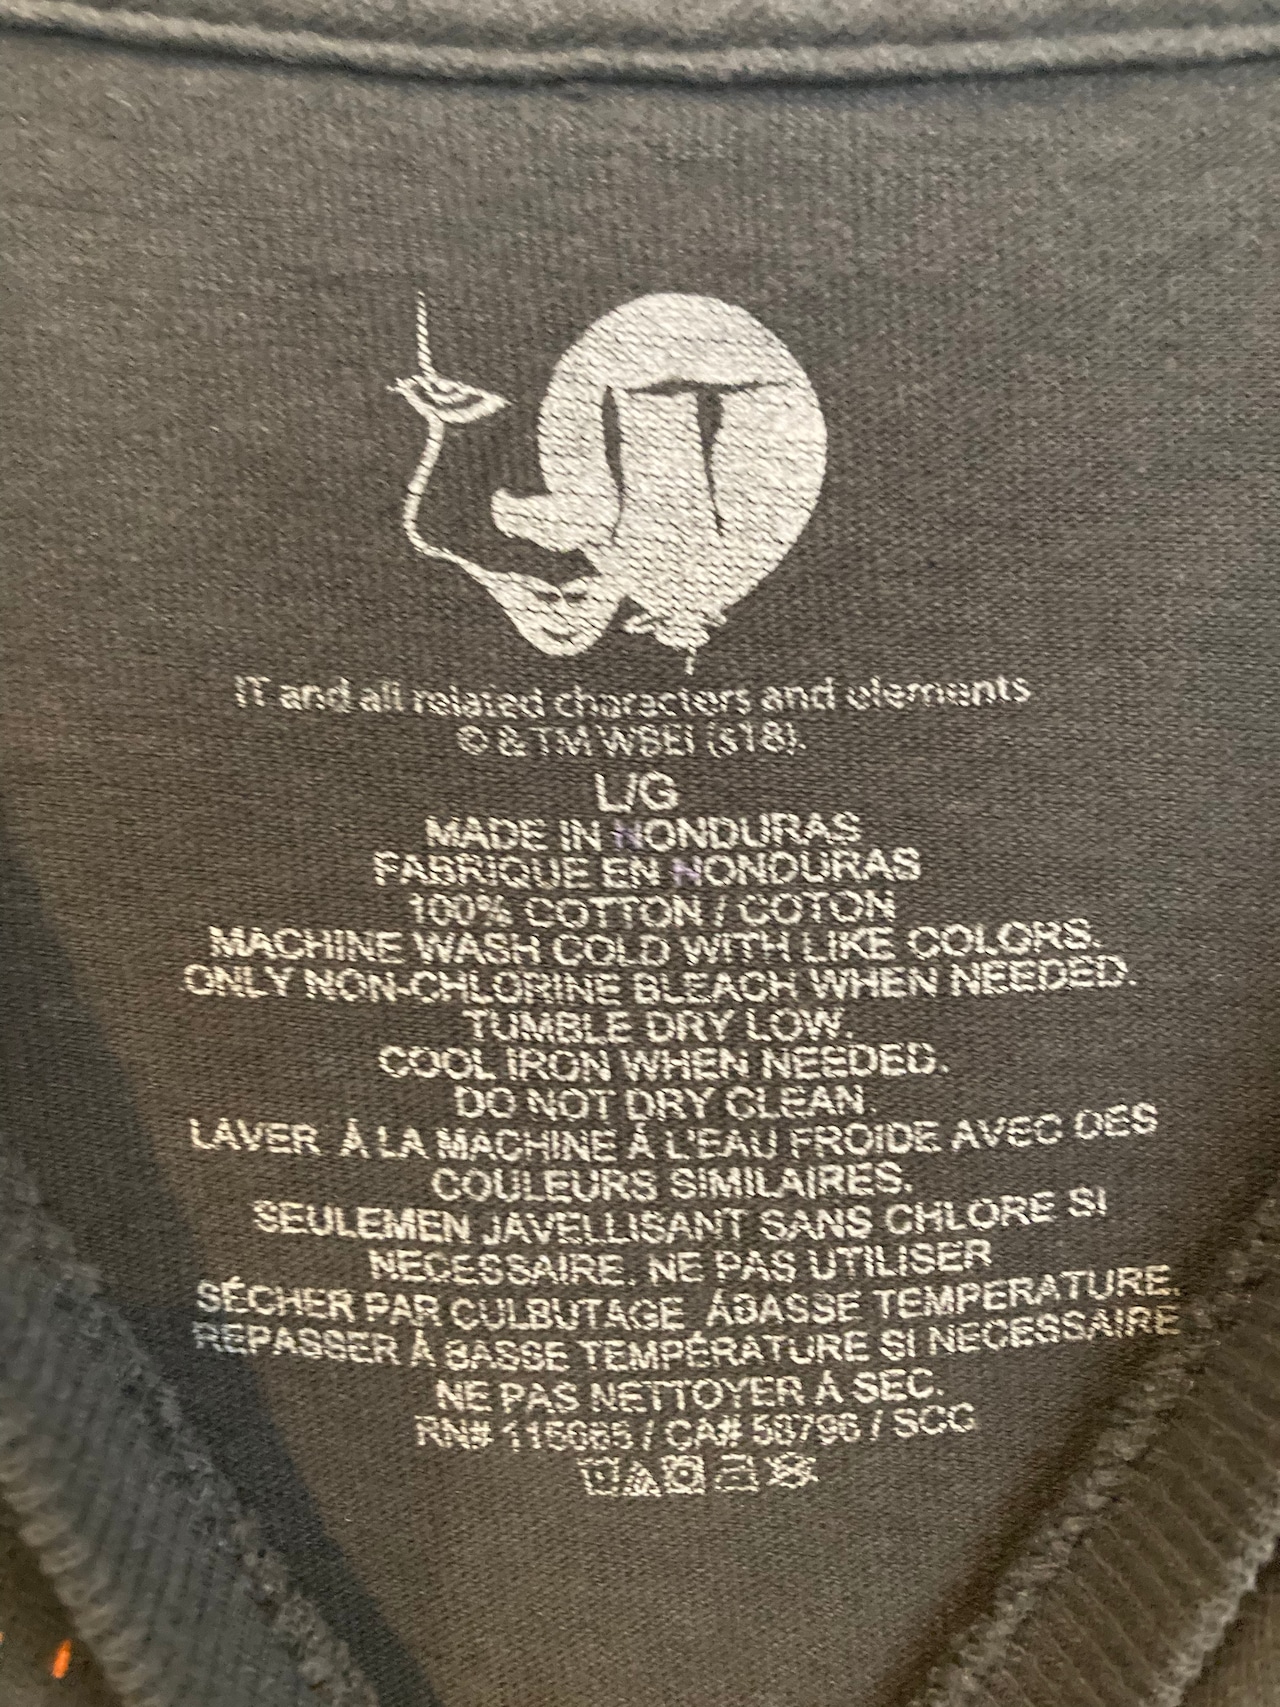 IT
IT and all related characters and elements
© & TM WBEI (s18).
L/G
MADE IN HONDURAS
FABRIQUE EN HONDURAS
100% COTTON / COTON
MACHINE WASH COLD WITH LIKE COLORS.
ONLY NON-CHLORINE BLEACH WHEN NEEDED.
TUMBLE DRY LOW.
COOL IRON WHEN NEEDED.
DO NOT DRY CLEAN.
LAVER À LA MACHINE À L'EAU FROIDE AVEC DES
COULEURS SIMILAIRES.
SEULEMEN JAVELLISANT SANS CHLORE SI
NECESSAIRE, NE PAS UTILISER
SÉCHER PAR CULBUTAGE ÀBASSE TEMPERATURE.
REPASSER À BASSE TEMPÉRATURE SI NECESSAIRE
NE PAS NETTOYER À SEC.
RN# / CA# / SCG